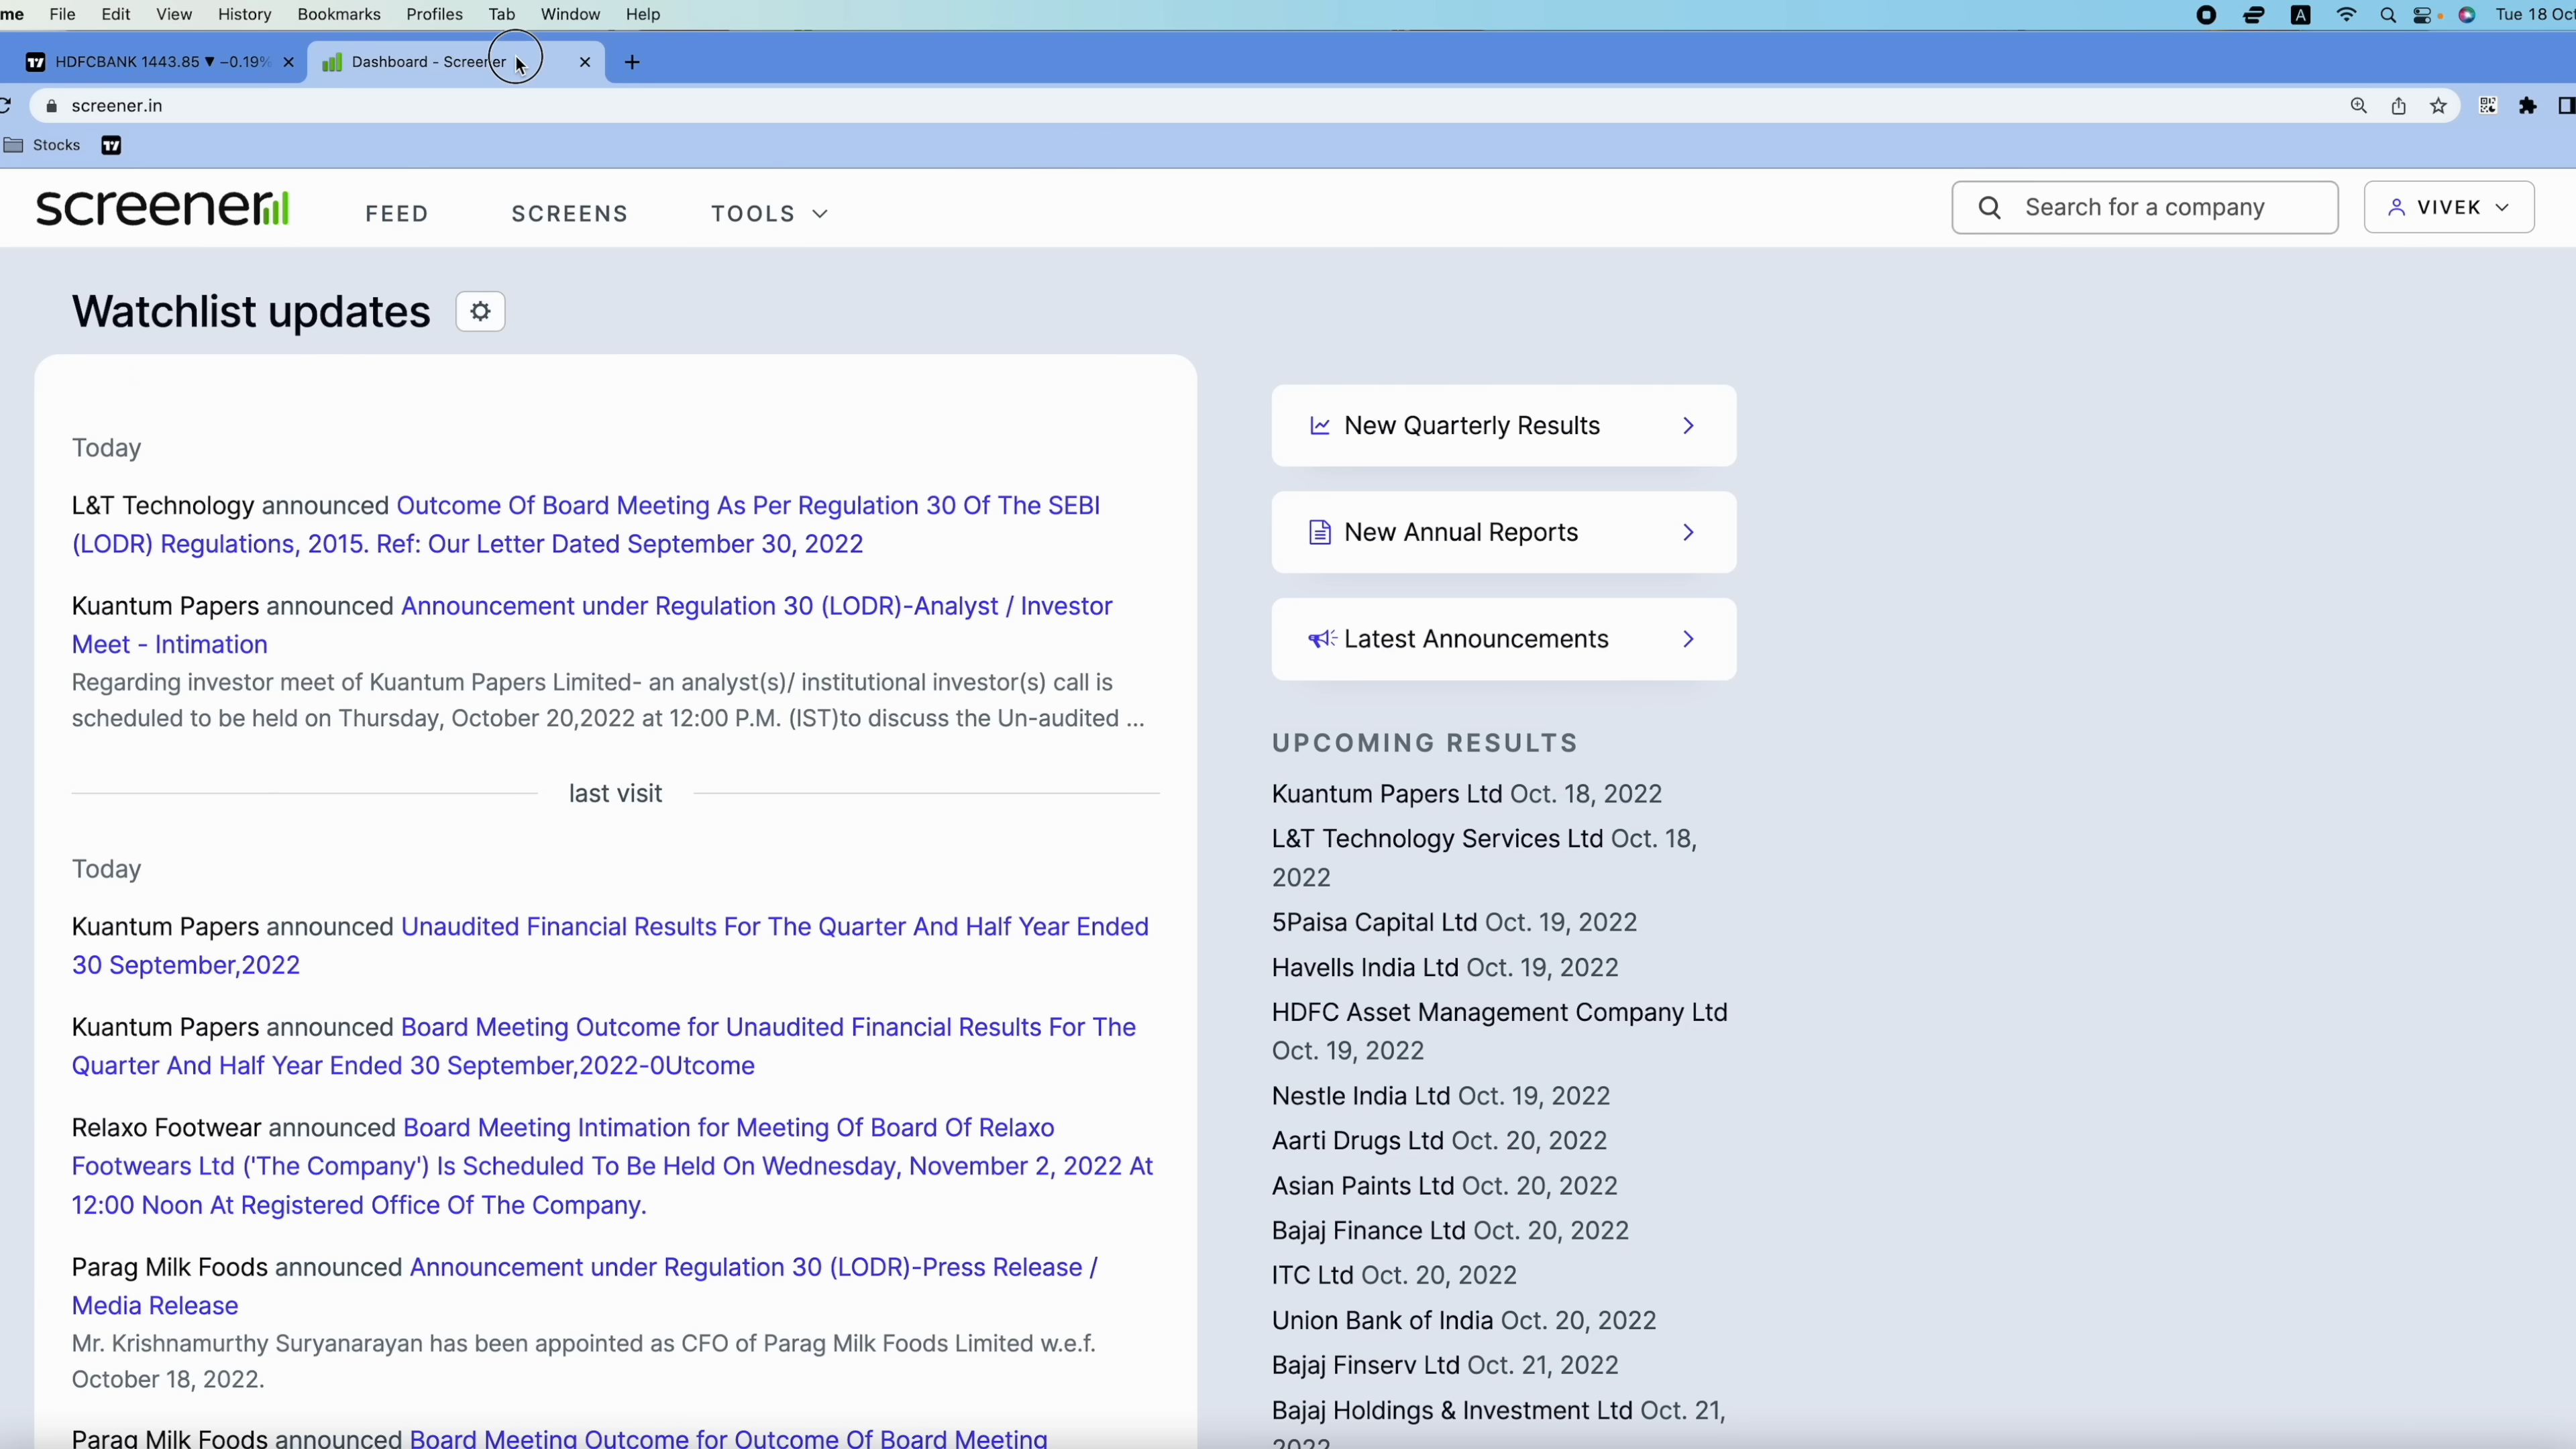 me File Edit View History Bookmarks Profiles Tab Window Help A Tue 18 Oct
HDFCBANK 1443.85 ▼ −0.19% Dashboard - Screener
screener.in
Stocks
screener FEED SCREENS TOOLS Search for a company VIVEK
Watchlist updates
Today
L&T Technology announced Outcome Of Board Meeting As Per Regulation 30 Of The SEBI
(LODR) Regulations, 2015. Ref: Our Letter Dated September 30, 2022
Kuantum Papers announced Announcement under Regulation 30 (LODR)-Analyst / Investor
Meet - Intimation
Regarding investor meet of Kuantum Papers Limited- an analyst(s)/ institutional investor(s) call is
scheduled to be held on Thursday, October 20,2022 at 12:00 P.M. (IST)to discuss the Un-audited ...
last visit
Today
Kuantum Papers announced Unaudited Financial Results For The Quarter And Half Year Ended
30 September,2022
Kuantum Papers announced Board Meeting Outcome for Unaudited Financial Results For The
Quarter And Half Year Ended 30 September,2022-0Utcome
Relaxo Footwear announced Board Meeting Intimation for Meeting Of Board Of Relaxo
Footwears Ltd ('The Company') Is Scheduled To Be Held On Wednesday, November 2, 2022 At
12:00 Noon At Registered Office Of The Company.
Parag Milk Foods announced Announcement under Regulation 30 (LODR)-Press Release /
Media Release
Mr. Krishnamurthy Suryanarayan has been appointed as CFO of Parag Milk Foods Limited w.e.f.
October 18, 2022.
Parag Milk Foods announced Board Meeting Outcome for Outcome Of Board Meeting
New Quarterly Results
New Annual Reports
Latest Announcements
UPCOMING RESULTS
Kuantum Papers Ltd Oct. 18, 2022
L&T Technology Services Ltd Oct. 18,
2022
5Paisa Capital Ltd Oct. 19, 2022
Havells India Ltd Oct. 19, 2022
HDFC Asset Management Company Ltd
Oct. 19, 2022
Nestle India Ltd Oct. 19, 2022
Aarti Drugs Ltd Oct. 20, 2022
Asian Paints Ltd Oct. 20, 2022
Bajaj Finance Ltd Oct. 20, 2022
ITC Ltd Oct. 20, 2022
Union Bank of India Oct. 20, 2022
Bajaj Finserv Ltd Oct. 21, 2022
Bajaj Holdings & Investment Ltd Oct. 21,
2022